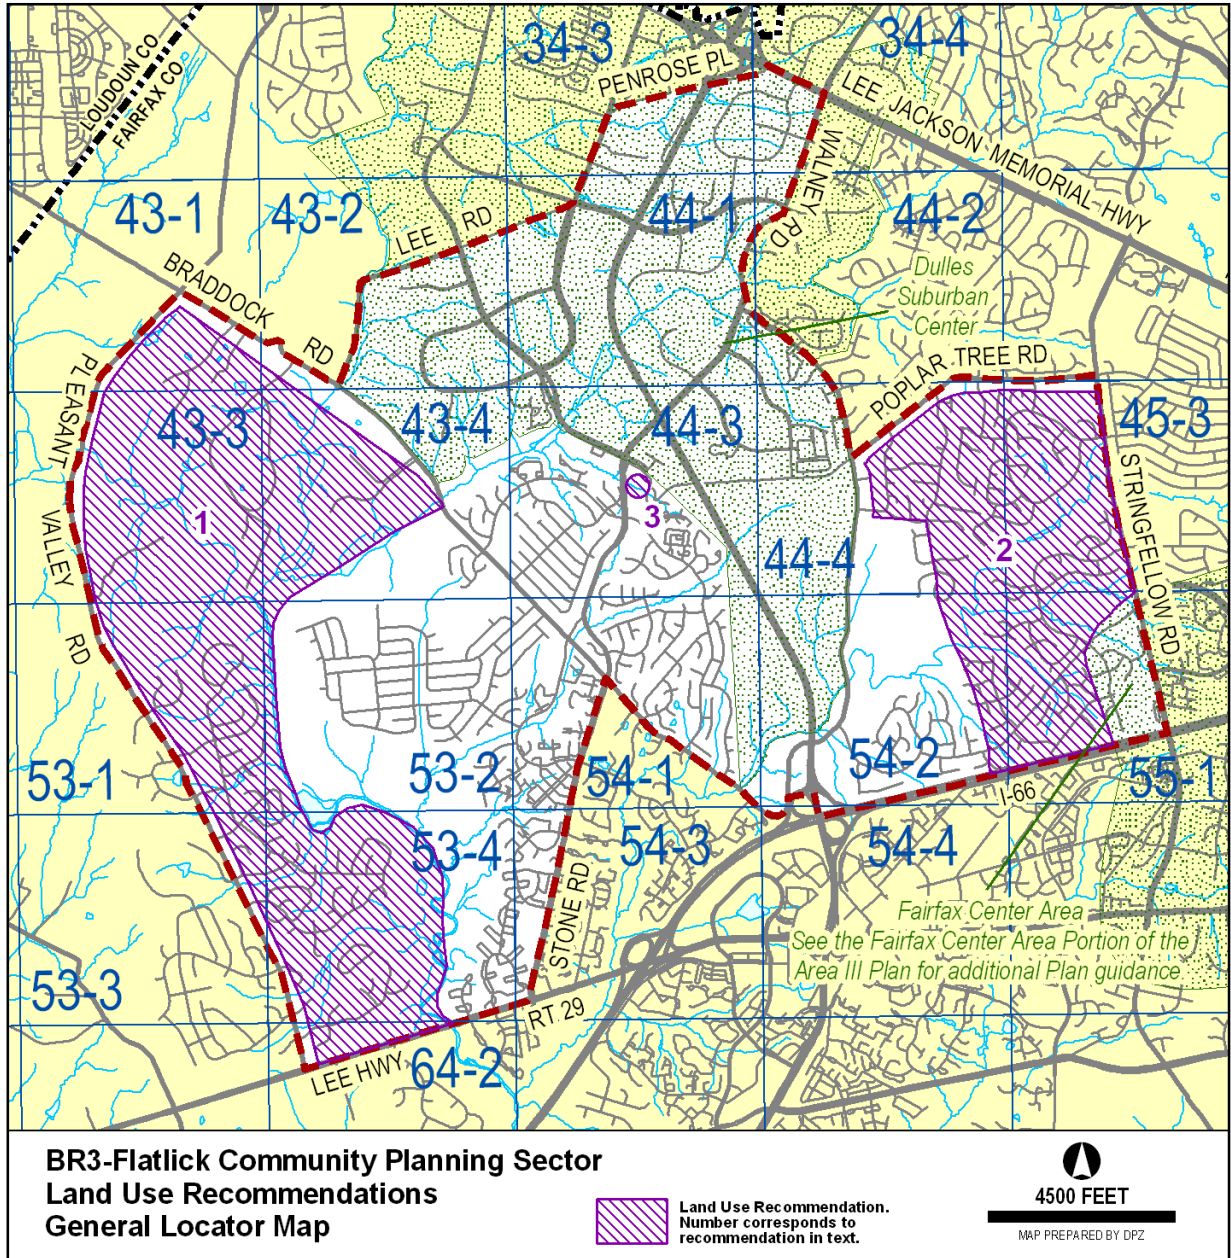 34-3
34-4
LOUDOUN CO
FAIRFAX CO
PENROSE PL
LEE JACKSON MEMORIAL HWY
WALNEY
RD
43-1
43-2
44-1
44-2
LEE RD
BRADDOCK
RD
Dulles
Suburban
Center
POPLAR TREE RD
PLEASANT
VALLEY
RD
43-3
43-4
44-3
45-3
STRINGFELLOW RD
1
3
2
44-4
53-1
53-2
54-1
54-2
55-1
I-66
53-4
54-3
54-4
STONE RD
Fairfax Center Area
See the Fairfax Center Area Portion of the
Area III Plan for additional Plan guidance.
53-3
RT 29
LEE HWY
64-2
BR3-Flatlick Community Planning Sector
Land Use Recommendations
General Locator Map
Land Use Recommendation.
Number corresponds to
recommendation in text.
4500 FEET
MAP PREPARED BY DPZ